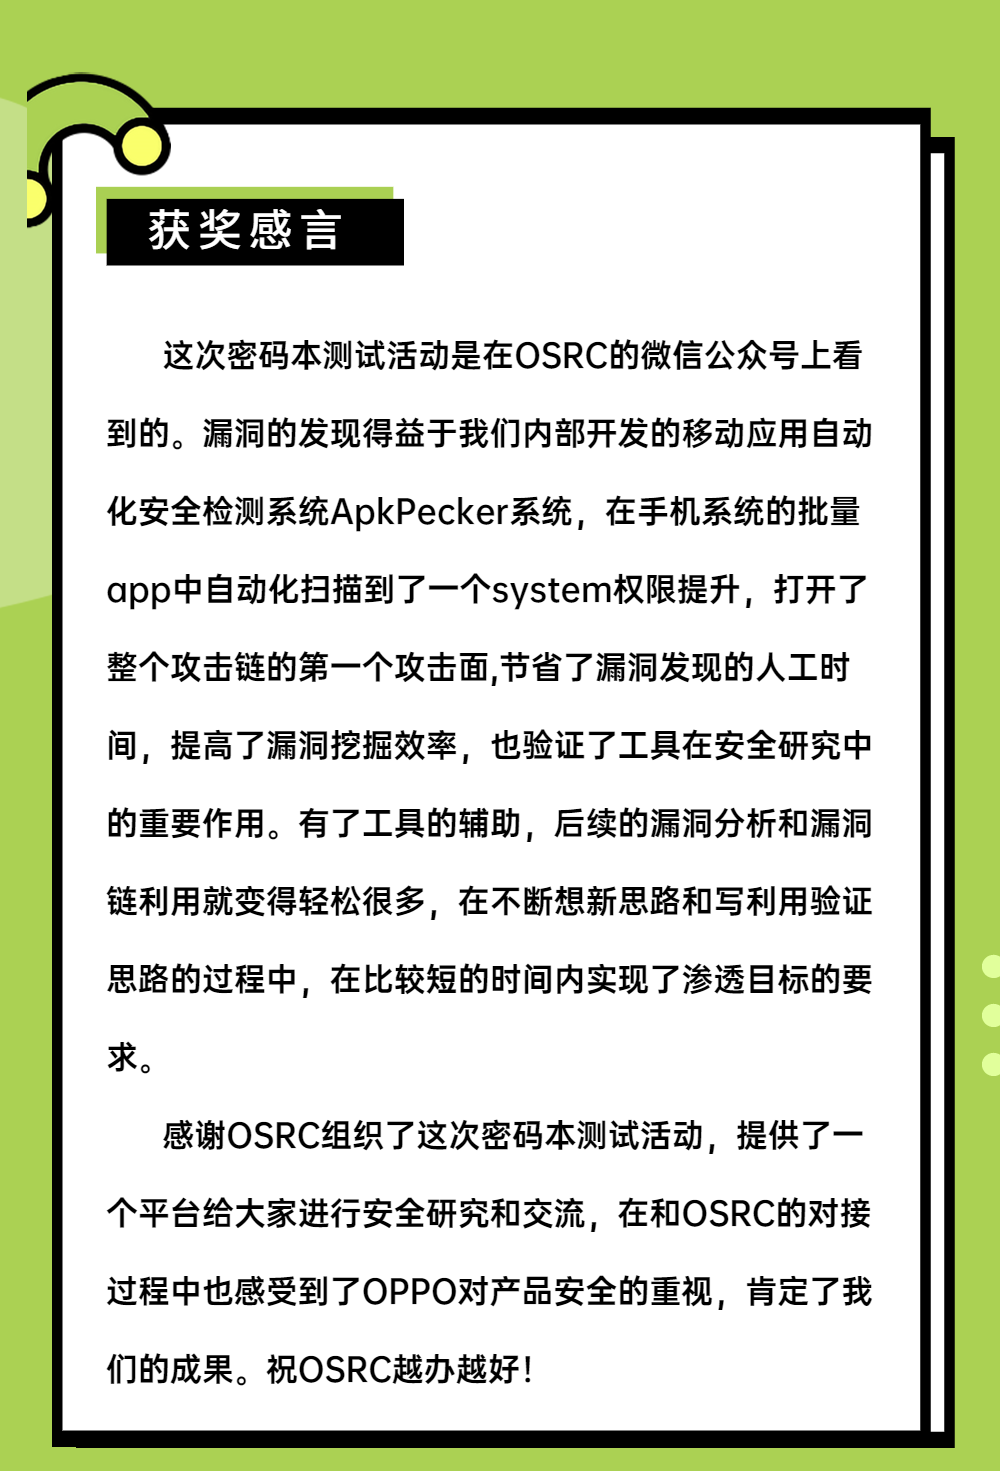 获奖感言
这次密码本测试活动是在OSRC的微信公众号上看
到的。漏洞的发现得益于我们内部开发的移动应用自动
化安全检测系统ApkPecker系统，在手机系统的批量
app中自动化扫描到了一个system权限提升，打开了
整个攻击链的第一个攻击面,节省了漏洞发现的人工时
间，提高了漏洞挖掘效率，也验证了工具在安全研究中
的重要作用。有了工具的辅助，后续的漏洞分析和漏洞
链利用就变得轻松很多，在不断想新思路和写利用验证
思路的过程中，在比较短的时间内实现了渗透目标的要
求。
感谢OSRC组织了这次密码本测试活动，提供了一
个平台给大家进行安全研究和交流，在和OSRC的对接
过程中也感受到了OPPO对产品安全的重视，肯定了我
们的成果。祝OSRC越办越好！